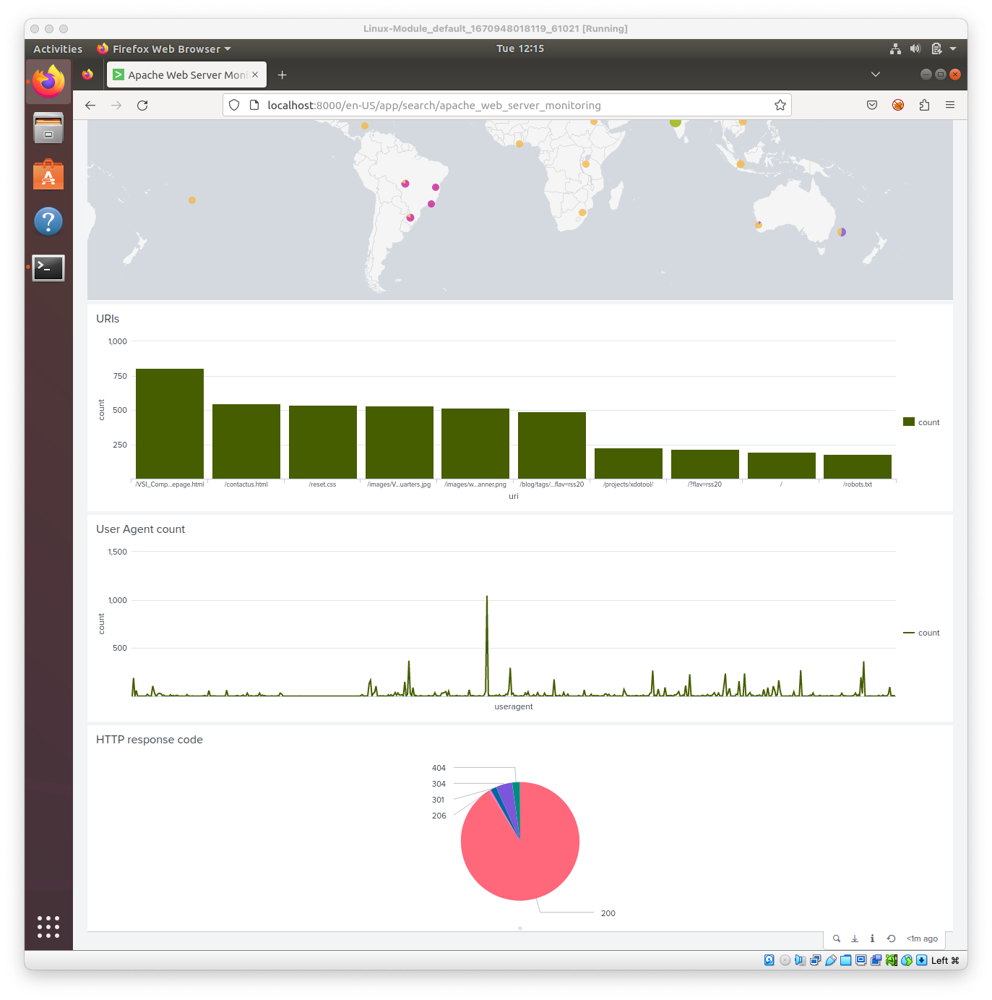 Linux-Module_default_1670948018119_61021 [Running]
Activities
Firefox Web Browser
Tue 12:15
Apache Web Server Moni
localhost:8000/en-US/app/search/apache_web_server_monitoring
URIs
1,000
750
500
250
count
/VSI_Comp...epage.html
/contactus.html
/reset.css
/images/V...uarters.jpg
/images/w...anner.png
/blog/tags/...flav=rss20
/projects/xdotool/
/?flav=rss20
/
/robots.txt
uri
count
User Agent count
1,500
1,000
500
count
useragent
count
HTTP response code
404
304
301
206
200
<1m ago
Left ⌘